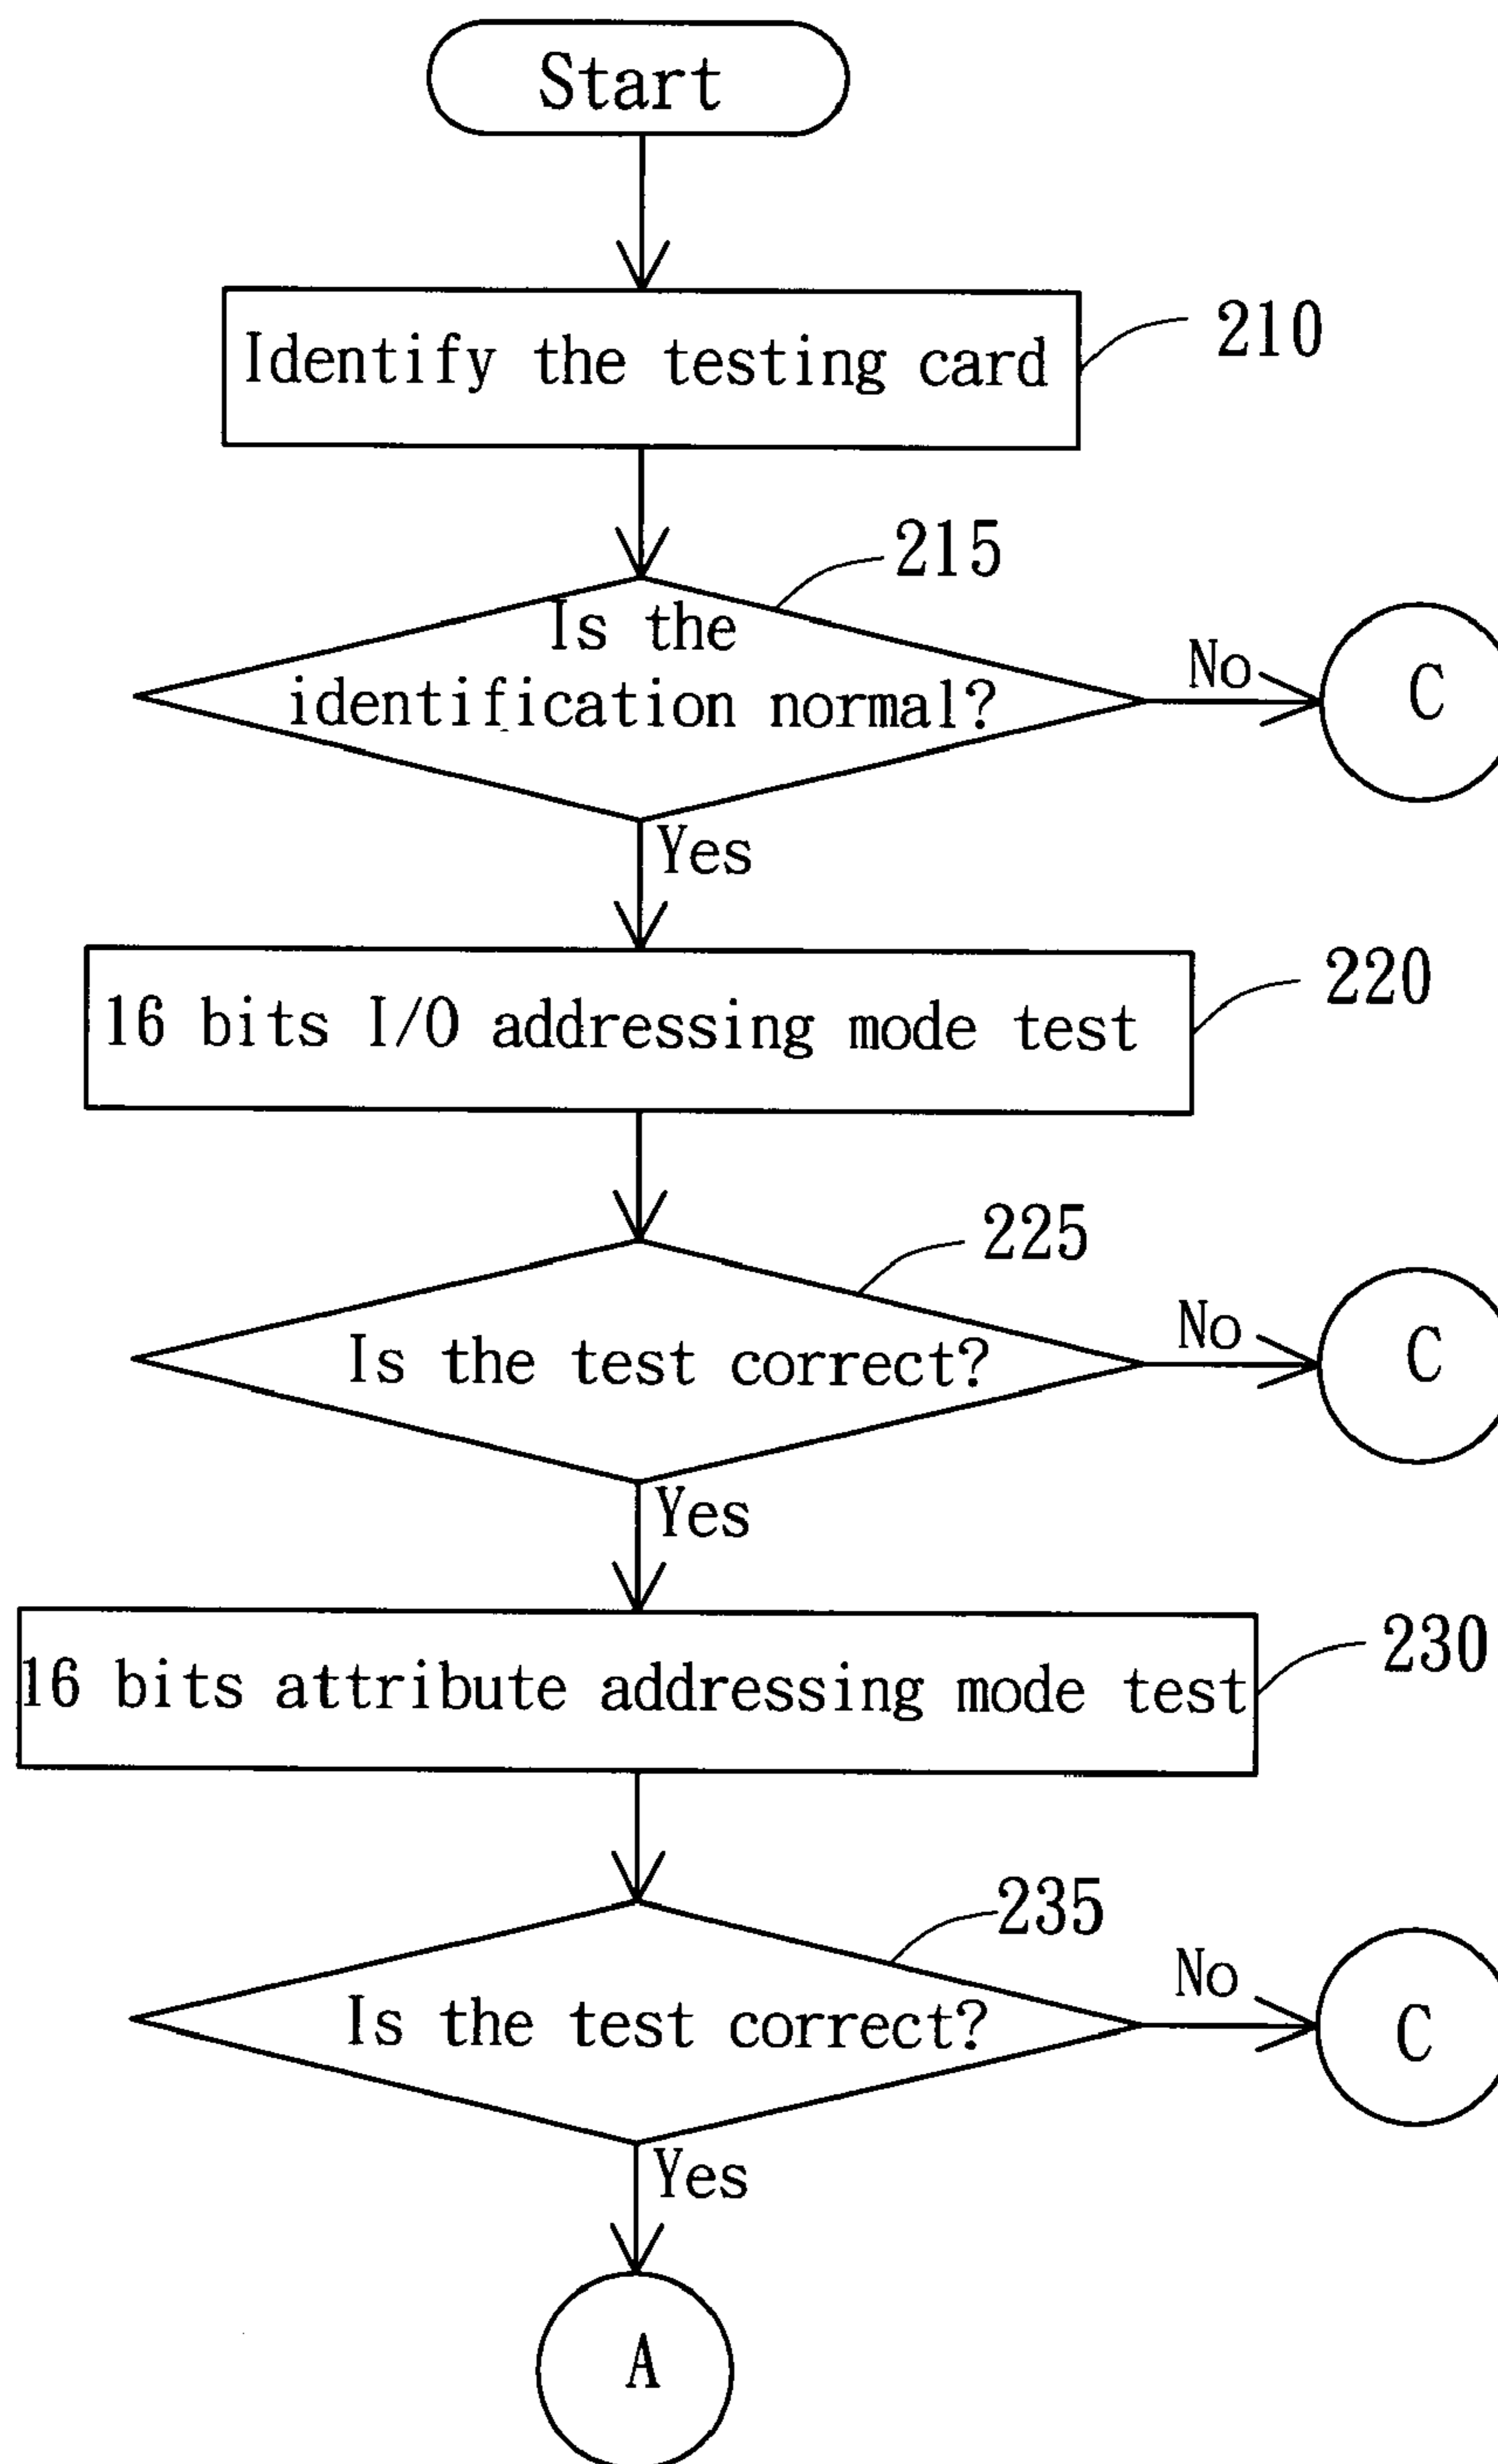 Start
Identify the testing card
210
215
Is the
identification normal?
No
C
Yes
16 bits I/O addressing mode test
220
225
Is the test correct?
No
C
Yes
16 bits attribute addressing mode test
230
235
Is the test correct?
No
C
Yes
A